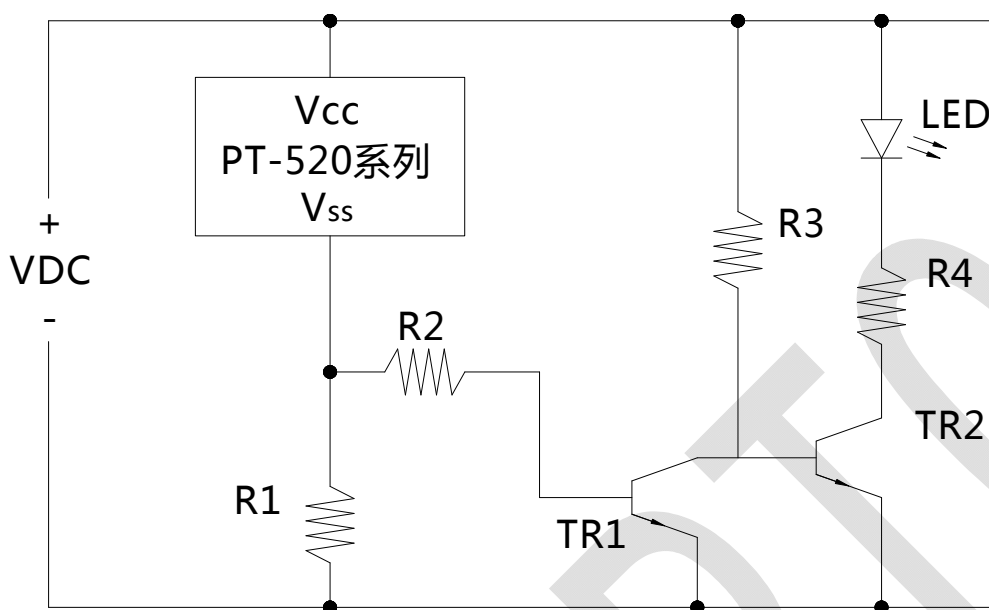 Vcc
PT-520系列
Vss
+
VDC
-
R1
R2
TR1
R3
LED
R4
TR2